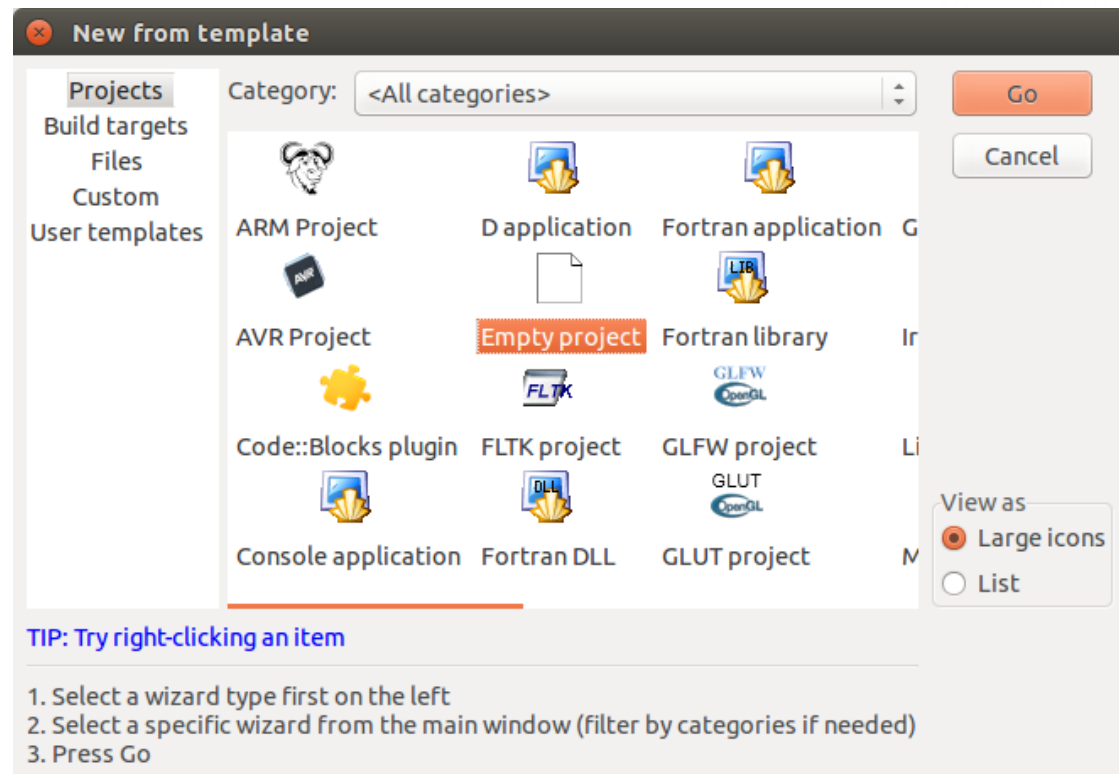 New from template
Projects
Build targets
Files
Custom
User templates
Category: <All categories>
Go
Cancel
ARM Project D application Fortran application G
AVR
LIB
AVR Project Empty project Fortran library Ir
FLTK
GLFW
OpenGL
Code::Blocks plugin FLTK project GLFW project Li
DLL
GLUT
OpenGL
Console application Fortran DLL GLUT project M
View as
Large icons
List
TIP: Try right-clicking an item
1. Select a wizard type first on the left
2. Select a specific wizard from the main window (filter by categories if needed)
3. Press Go